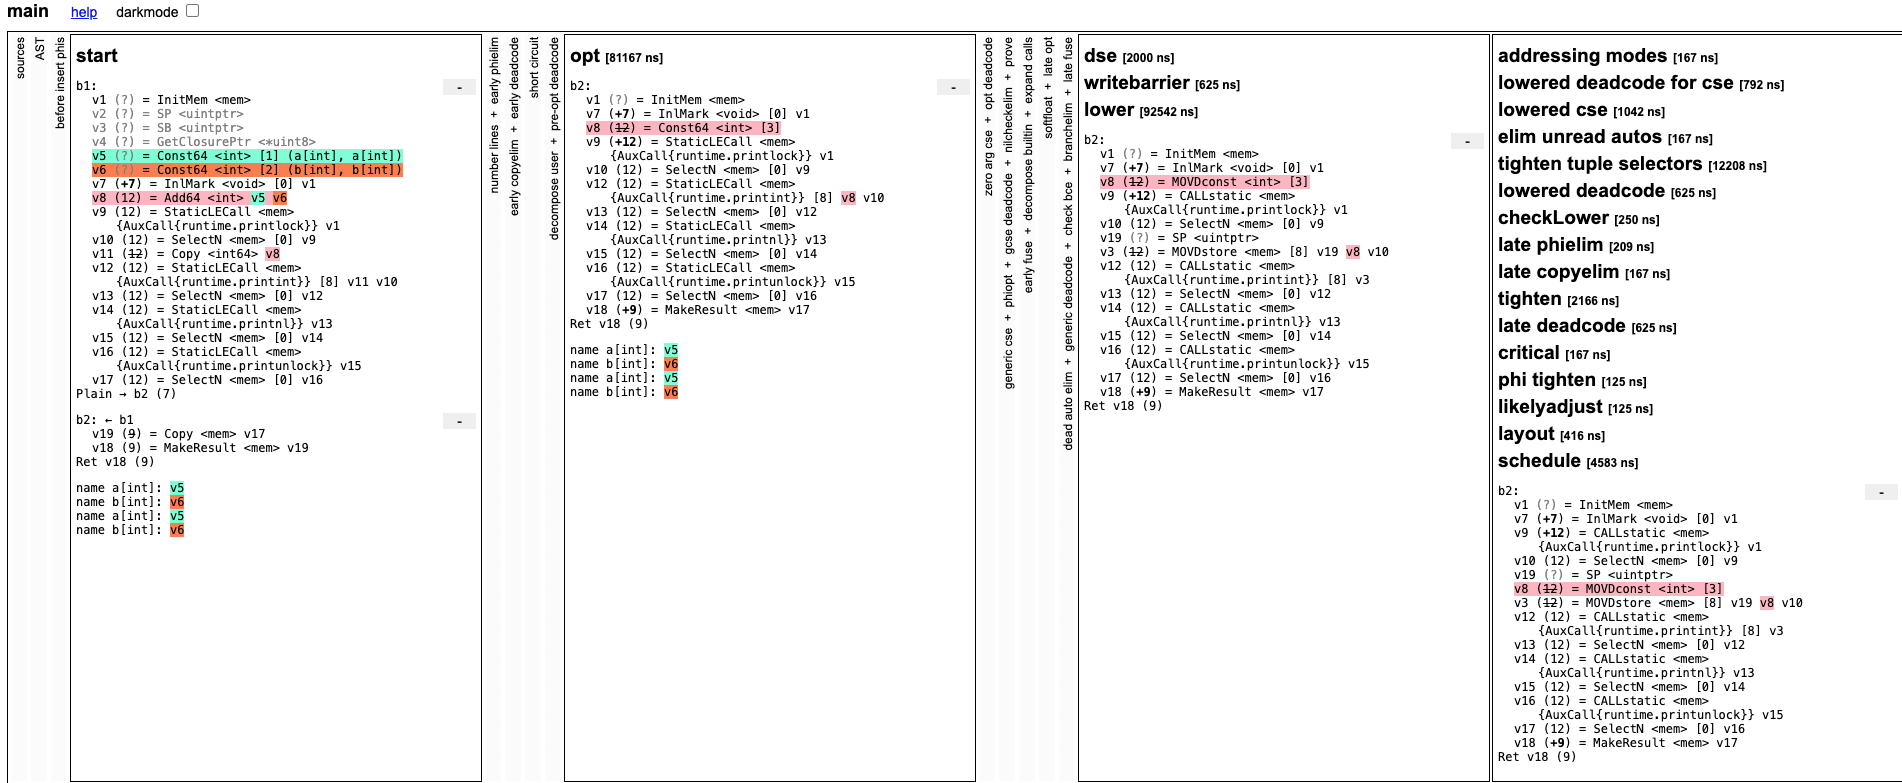 main help darkmode
sources
AST
before insert phis
start
b1:
-
v1 (?) = InitMem <mem>
v2 (?) = SP <uintptr>
v3 (?) = SB <uintptr>
v4 (?) = GetClosurePtr <*uint8>
v5 (?) = Const64 <int> [1] (a[int], a[int])
v6 (?) = Const64 <int> [2] (b[int], b[int])
v7 (+7) = InlMark <void> [0] v1
v8 (12) = Add64 <int> v5 v6
v9 (12) = StaticLECall <mem>
{AuxCall{runtime.printlock}} v1
v10 (12) = SelectN <mem> [0] v9
v11 (12) = Copy <int64> v8
v12 (12) = StaticLECall <mem>
{AuxCall{runtime.printint}} [8] v11 v10
v13 (12) = SelectN <mem> [0] v12
v14 (12) = StaticLECall <mem>
{AuxCall{runtime.printnl}} v13
v15 (12) = SelectN <mem> [0] v14
v16 (12) = StaticLECall <mem>
{AuxCall{runtime.printunlock}} v15
v17 (12) = SelectN <mem> [0] v16
Plain → b2 (7)
b2: ← b1
-
v19 (9) = Copy <mem> v17
v18 (9) = MakeResult <mem> v19
Ret v18 (9)
name a[int]: v5
name b[int]: v6
name a[int]: v5
name b[int]: v6
number lines + early phielim
early copyelim + early deadcode
short circuit
decompose user + pre-opt deadcode
opt [81167 ns]
b2:
-
v1 (?) = InitMem <mem>
v7 (+7) = InlMark <void> [0] v1
v8 (12) = Const64 <int> [3]
v9 (+12) = StaticLECall <mem>
{AuxCall{runtime.printlock}} v1
v10 (12) = SelectN <mem> [0] v9
v12 (12) = StaticLECall <mem>
{AuxCall{runtime.printint}} [8] v8 v10
v13 (12) = SelectN <mem> [0] v12
v14 (12) = StaticLECall <mem>
{AuxCall{runtime.printnl}} v13
v15 (12) = SelectN <mem> [0] v14
v16 (12) = StaticLECall <mem>
{AuxCall{runtime.printunlock}} v15
v17 (12) = SelectN <mem> [0] v16
v18 (+9) = MakeResult <mem> v17
Ret v18 (9)
name a[int]: v5
name b[int]: v6
name a[int]: v5
name b[int]: v6
zero arg cse + opt deadcode
generic cse + phiopt + gcse deadcode + nilcheckelim + prove
early fuse + decompose builtin + expand calls
softfloat + late opt
dead auto elim + generic deadcode + check bce + branchelim + late fuse
dse [2000 ns]
writebarrier [625 ns]
lower [92542 ns]
b2:
-
v1 (?) = InitMem <mem>
v7 (+7) = InlMark <void> [0] v1
v8 (12) = MOVDconst <int> [3]
v9 (+12) = CALLstatic <mem>
{AuxCall{runtime.printlock}} v1
v10 (12) = SelectN <mem> [0] v9
v19 (?) = SP <uintptr>
v3 (12) = MOVDstore <mem> [8] v19 v8 v10
v12 (12) = CALLstatic <mem>
{AuxCall{runtime.printint}} [8] v3
v13 (12) = SelectN <mem> [0] v12
v14 (12) = CALLstatic <mem>
{AuxCall{runtime.printnl}} v13
v15 (12) = SelectN <mem> [0] v14
v16 (12) = CALLstatic <mem>
{AuxCall{runtime.printunlock}} v15
v17 (12) = SelectN <mem> [0] v16
v18 (+9) = MakeResult <mem> v17
Ret v18 (9)
addressing modes [167 ns]
lowered deadcode for cse [792 ns]
lowered cse [1042 ns]
elim unread autos [167 ns]
tighten tuple selectors [12208 ns]
lowered deadcode [625 ns]
checkLower [250 ns]
late phielim [209 ns]
late copyelim [167 ns]
tighten [2166 ns]
late deadcode [625 ns]
critical [167 ns]
phi tighten [125 ns]
likelyadjust [125 ns]
layout [416 ns]
schedule [4583 ns]
b2:
-
v1 (?) = InitMem <mem>
v7 (+7) = InlMark <void> [0] v1
v9 (+12) = CALLstatic <mem>
{AuxCall{runtime.printlock}} v1
v10 (12) = SelectN <mem> [0] v9
v19 (?) = SP <uintptr>
v8 (12) = MOVDconst <int> [3]
v3 (12) = MOVDstore <mem> [8] v19 v8 v10
v12 (12) = CALLstatic <mem>
{AuxCall{runtime.printint}} [8] v3
v13 (12) = SelectN <mem> [0] v12
v14 (12) = CALLstatic <mem>
{AuxCall{runtime.printnl}} v13
v15 (12) = SelectN <mem> [0] v14
v16 (12) = CALLstatic <mem>
{AuxCall{runtime.printunlock}} v15
v17 (12) = SelectN <mem> [0] v16
v18 (+9) = MakeResult <mem> v17
Ret v18 (9)